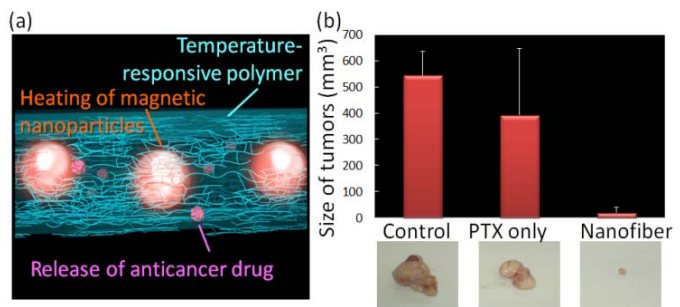 (a)
Temperature-
responsive polymer
Heating of magnetic
nanoparticles
Release of anticancer drug
(b)
Size of tumors (mm³)
700
600
500
400
300
200
100
0
Control
PTX only
Nanofiber